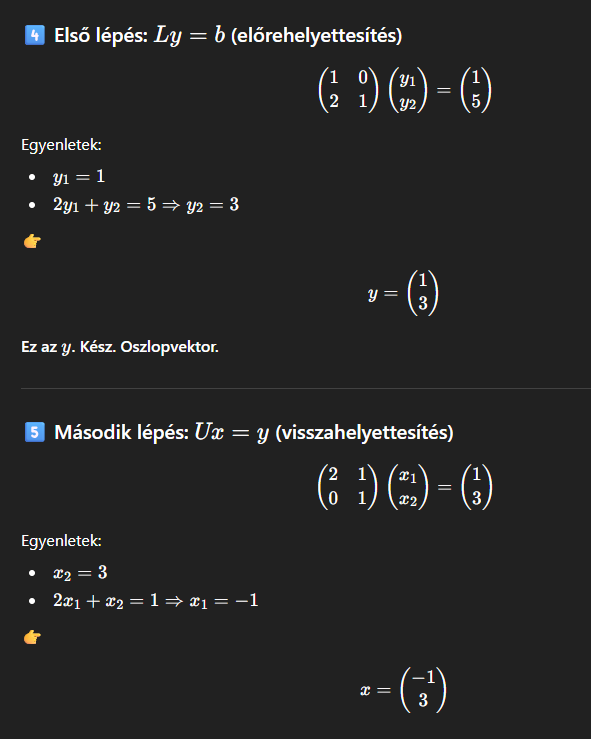 4 Első lépés: Ly = b (előrehelyettesítés)
(1 0
2 1) (y₁
y₂) = (1
5)
Egyenletek:
• y₁ = 1
• 2y₁ + y₂ = 5 ⇒ y₂ = 3
👉
y = (1
3)
Ez az y. Kész. Oszlopvektor.
5 Második lépés: Ux = y (visszahelyettesítés)
(2 1
0 1) (x₁
x₂) = (1
3)
Egyenletek:
• x₂ = 3
• 2x₁ + x₂ = 1 ⇒ x₁ = −1
👉
x = (−1
3)